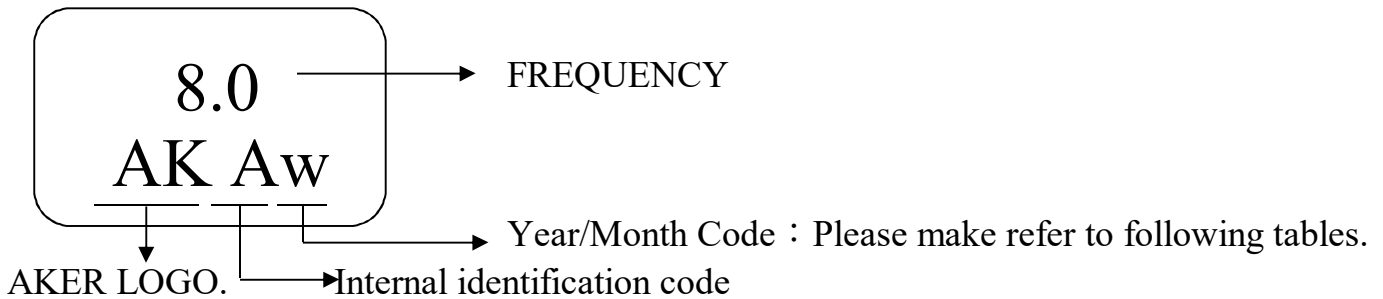 8.0
FREQUENCY
AK Aw
Year/Month Code：Please make refer to following tables.
AKER LOGO.
Internal identification code